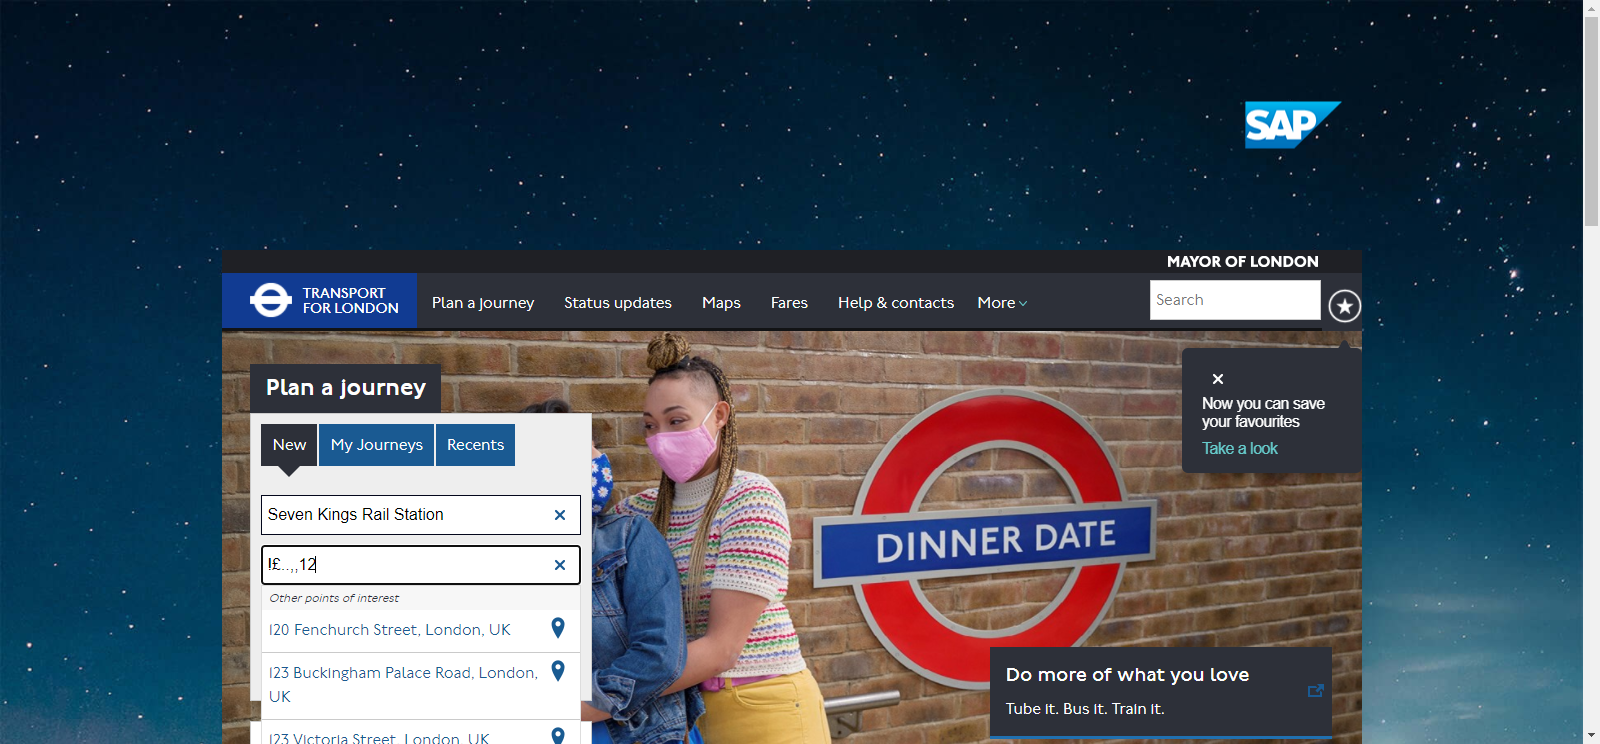 SAP
MAYOR OF LONDON
TRANSPORT
FOR LONDON
Plan a journey
Status updates
Maps
Fares
Help & contacts
More
Search
Plan a journey
Now you can save
your favourites
Take a look
New
My Journeys
Recents
Seven Kings Rail Station
!£..,,12
DINNER DATE
Other points of interest
120 Fenchurch Street, London, UK
123 Buckingham Palace Road, London,
UK
123 Victoria Street, London, UK
Do more of what you love
Tube it. Bus it. Train it.